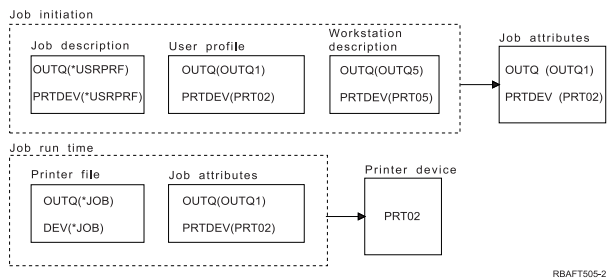 Job initiation
Job description
User profile
Workstation
description
Job attributes
OUTQ(*USRPRF)
OUTQ(OUTQ1)
OUTQ(OUTQ5)
OUTQ (OUTQ1)
PRTDEV(*USRPRF)
PRTDEV(PRT02)
PRTDEV(PRT05)
PRTDEV (PRT02)
Job run time
Printer file
Job attributes
Printer device
OUTQ(*JOB)
OUTQ(OUTQ1)
PRT02
DEV(*JOB)
PRTDEV(PRT02)
RBAFT505-2